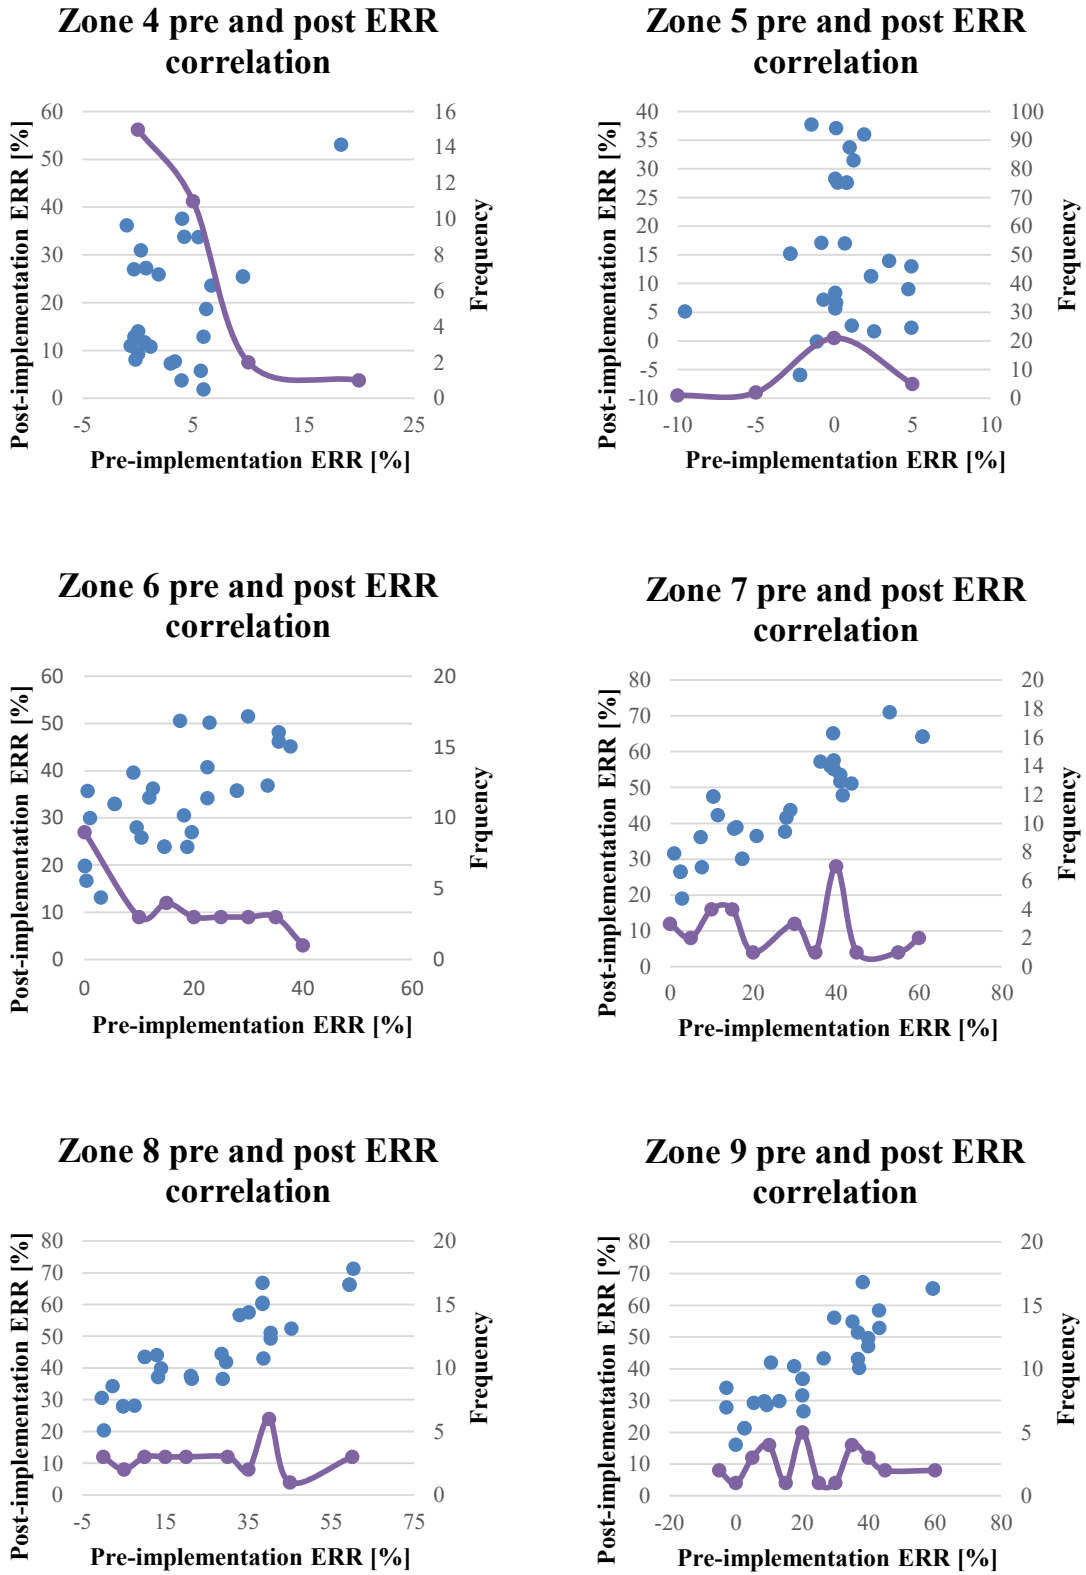 Zone 4 pre and post ERR
correlation
Post-implementation ERR [%]
60
50
40
30
20
10
0
16
14
12
10
8
6
4
2
0
Frequency
-5 5 15 25
Pre-implementation ERR [%]
Zone 5 pre and post ERR
correlation
Post-implementation ERR [%]
40
35
30
25
20
15
10
5
0
-5
-10
100
90
80
70
60
50
40
30
20
10
0
Frequency
-10 -5 0 5 10
Pre-implementation ERR [%]
Zone 6 pre and post ERR
correlation
Post-implementation ERR [%]
60
50
40
30
20
10
0
20
15
10
5
0
Frquency
0 20 40 60
Pre-implementation ERR [%]
Zone 7 pre and post ERR
correlation
Post-implementation ERR [%]
80
70
60
50
40
30
20
10
0
20
18
16
14
12
10
8
6
4
2
0
Frequency
0 20 40 60 80
Pre-implementation ERR [%]
Zone 8 pre and post ERR
correlation
Post-implementation ERR [%]
80
70
60
50
40
30
20
10
0
20
15
10
5
0
Frequency
-5 15 35 55 75
Pre-implementation ERR [%]
Zone 9 pre and post ERR
correlation
Post-implementation ERR [%]
80
70
60
50
40
30
20
10
0
20
15
10
5
0
Frequency
-20 0 20 40 60 80
Pre-implementation ERR [%]